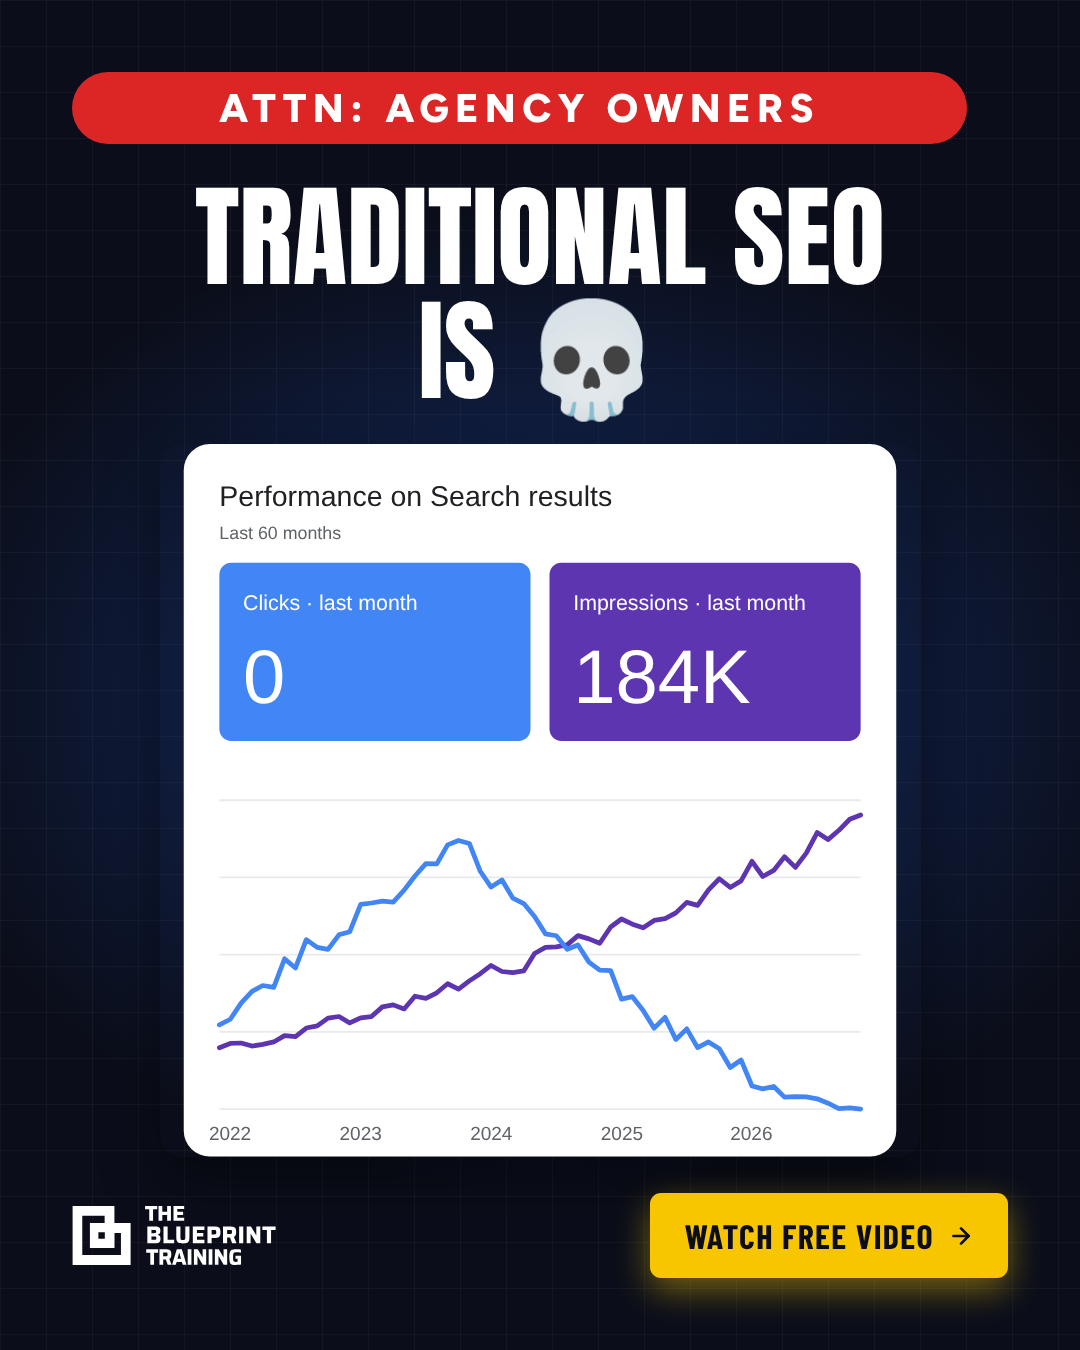 ATTN: AGENCY OWNERS
TRADITIONAL SEO
IS 💀
Performance on Search results
Last 60 months
Clicks · last month
Impressions · last month
0
184K
2022 2023 2024 2025 2026
THE
BLUEPRINT
TRAINING
WATCH FREE VIDEO →